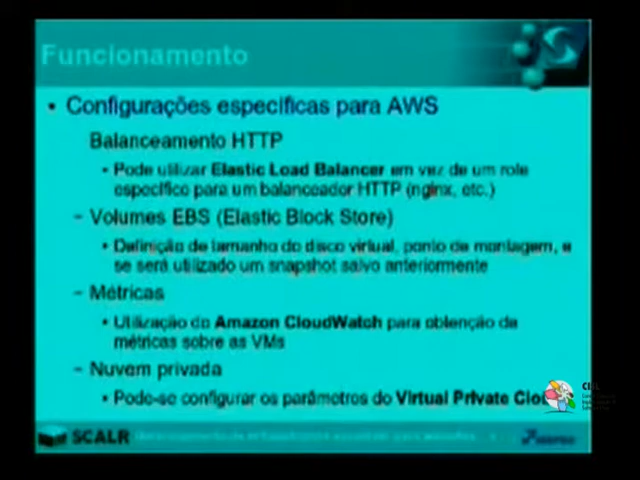 Funcionamento
• Configurações específicas para AWS
Balanceamento HTTP
• Pode utilizar Elastic Load Balancer em vez de um role
específico para um balanceador HTTP (nginx, etc.)
– Volumes EBS (Elastic Block Store)
• Definição de tamanho do disco virtual, ponto de montagem, e
se será utilizado um snapshot salvo anteriormente
– Métricas
• Utilização do Amazon CloudWatch para obtenção de
métricas sobre as VMs
– Nuvem privada
• Pode-se configurar os parâmetros do Virtual Private
SCALR